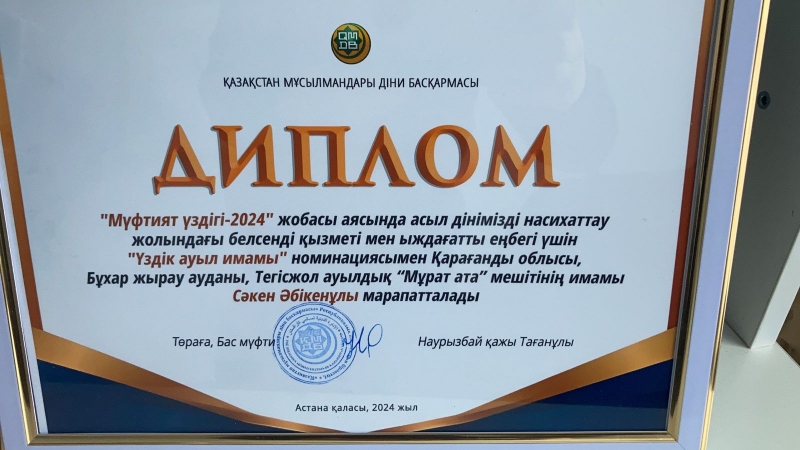 QMDB
ҚАЗАҚСТАН МҰСЫЛМАНДАРЫ ДІНИ БАСҚАРМАСЫ
ДИПЛОМ
"Мүфтият үздігі-2024" жобасы аясында асыл дінімізді насихаттау
жолындағы белсенді қызметі мен ыждағатты еңбегі үшін
"Үздік ауыл имамы" номинациясымен Қарағанды облысы,
Бұхар жырау ауданы, Тегісжол ауылдық “Мұрат ата” мешітінің имамы
Сәкен Әбікенұлы марапатталады
Төраға, Бас мүфти Наурызбай қажы Тағанұлы
Астана қаласы, 2024 жыл